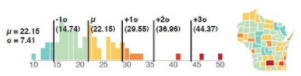 -1σ μ +1σ +2σ +3σ
μ = 22.15 (14.74) (22.15) (29.55) (36.96) (44.37)
σ = 7.41
10 15 20 25 30 35 40 45 50